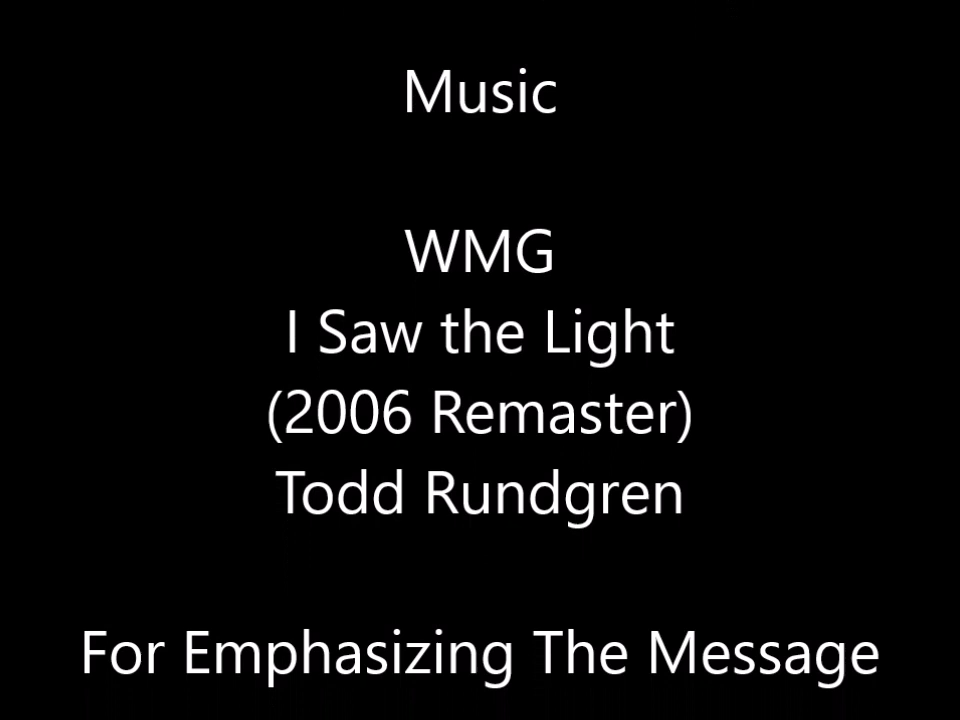 Music
WMG
I Saw the Light
(2006 Remaster)
Todd Rundgren
For Emphasizing The Message